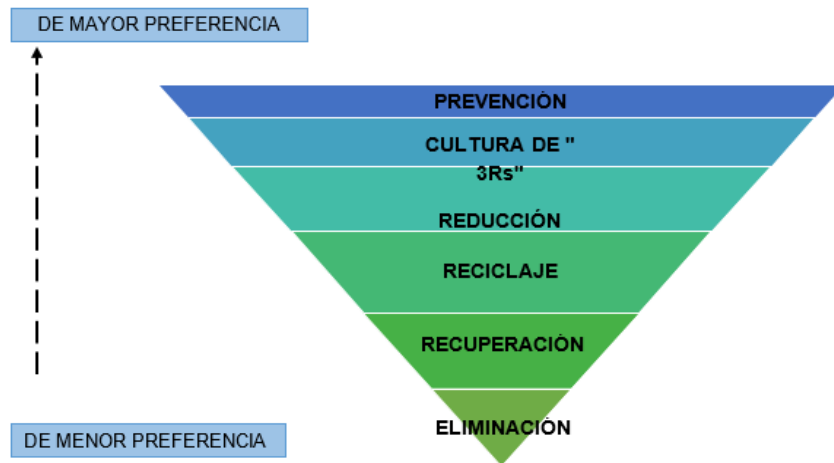 DE MAYOR PREFERENCIA
PREVENCIÓN
CULTURA DE "
3Rs"
REDUCCIÓN
RECICLAJE
RECUPERACIÓN
ELIMINACIÓN
DE MENOR PREFERENCIA